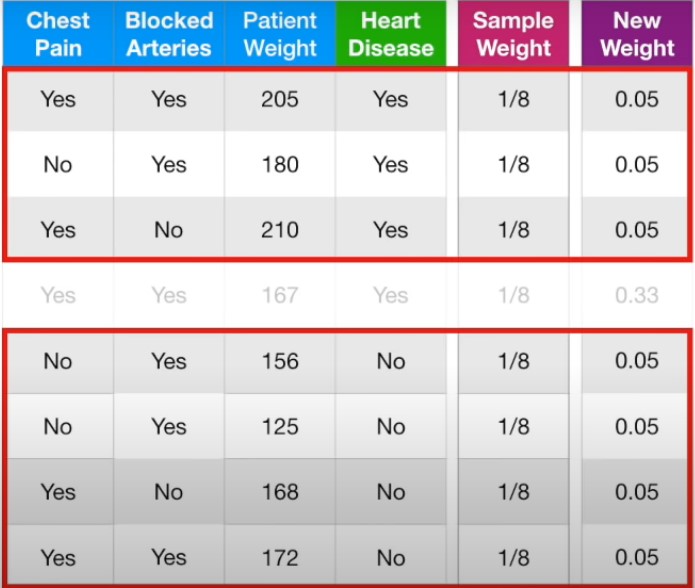 Chest Pain Blocked Arteries Patient Weight Heart Disease Sample Weight New Weight
Yes Yes 205 Yes 1/8 0.05
No Yes 180 Yes 1/8 0.05
Yes No 210 Yes 1/8 0.05
Yes Yes 167 Yes 1/8 0.33
No Yes 156 No 1/8 0.05
No Yes 125 No 1/8 0.05
Yes No 168 No 1/8 0.05
Yes Yes 172 No 1/8 0.05